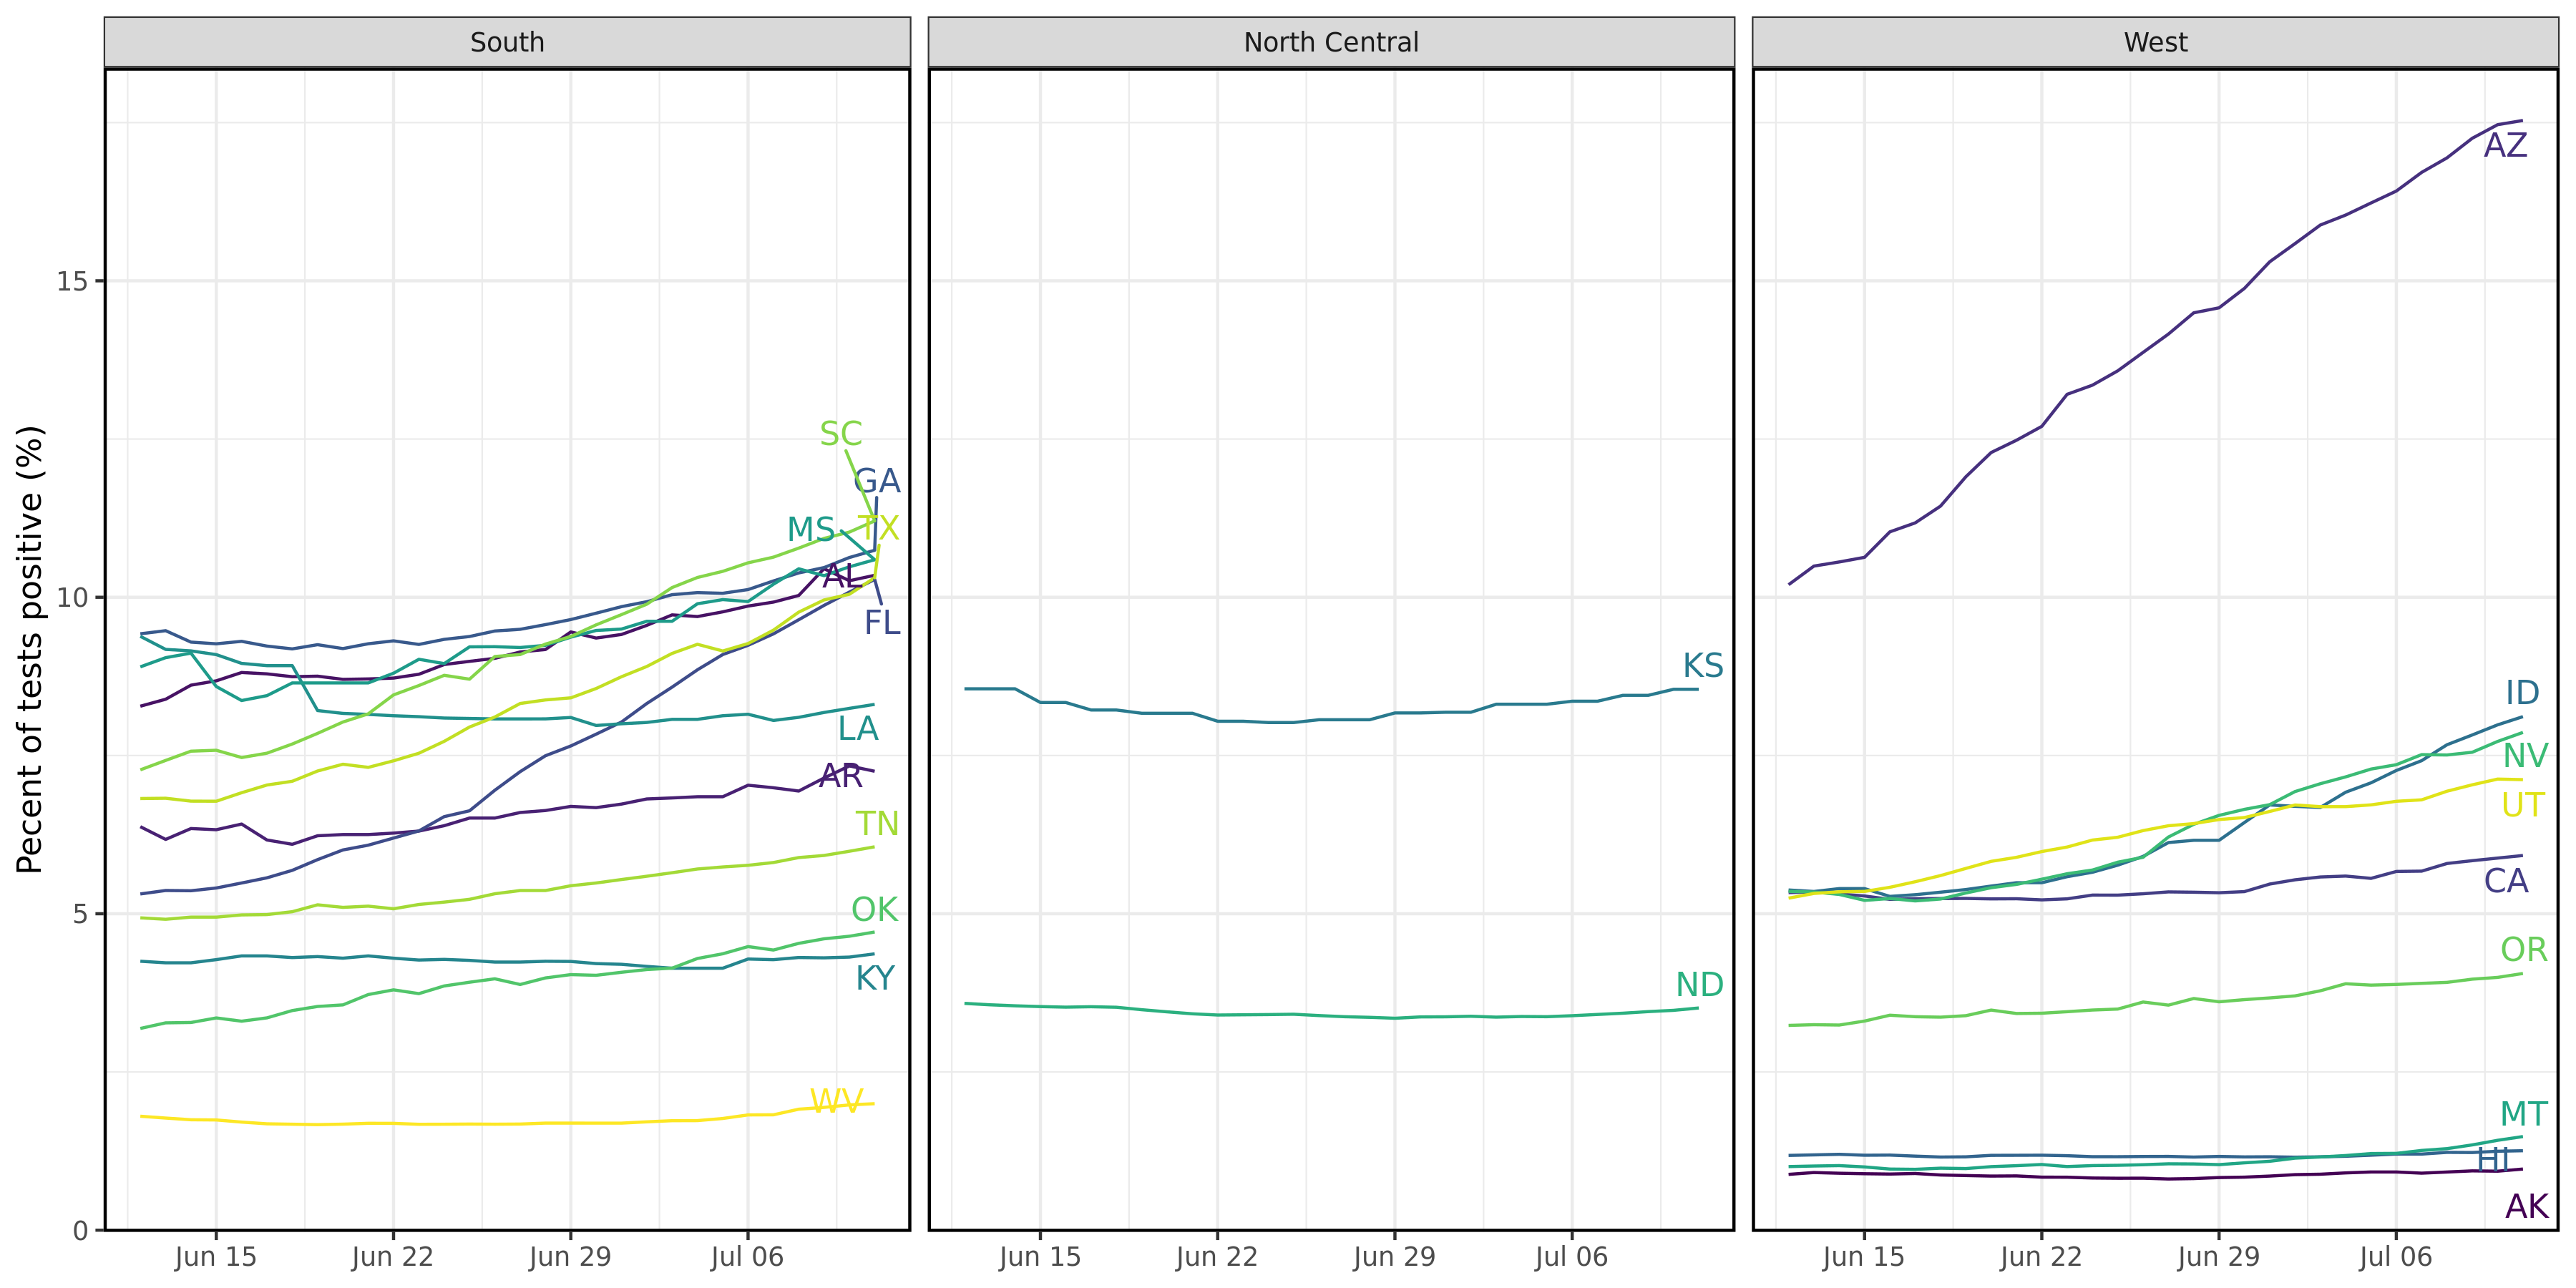 South
North Central
West
Pecent of tests positive (%)
15
10
5
0
SC
GA
MS
TX
AL
FL
LA
AR
TN
OK
KY
WV
KS
ND
AZ
ID
NV
UT
CA
OR
MT
HI
AK
Jun 15
Jun 22
Jun 29
Jul 06
Jun 15
Jun 22
Jun 29
Jul 06
Jun 15
Jun 22
Jun 29
Jul 06